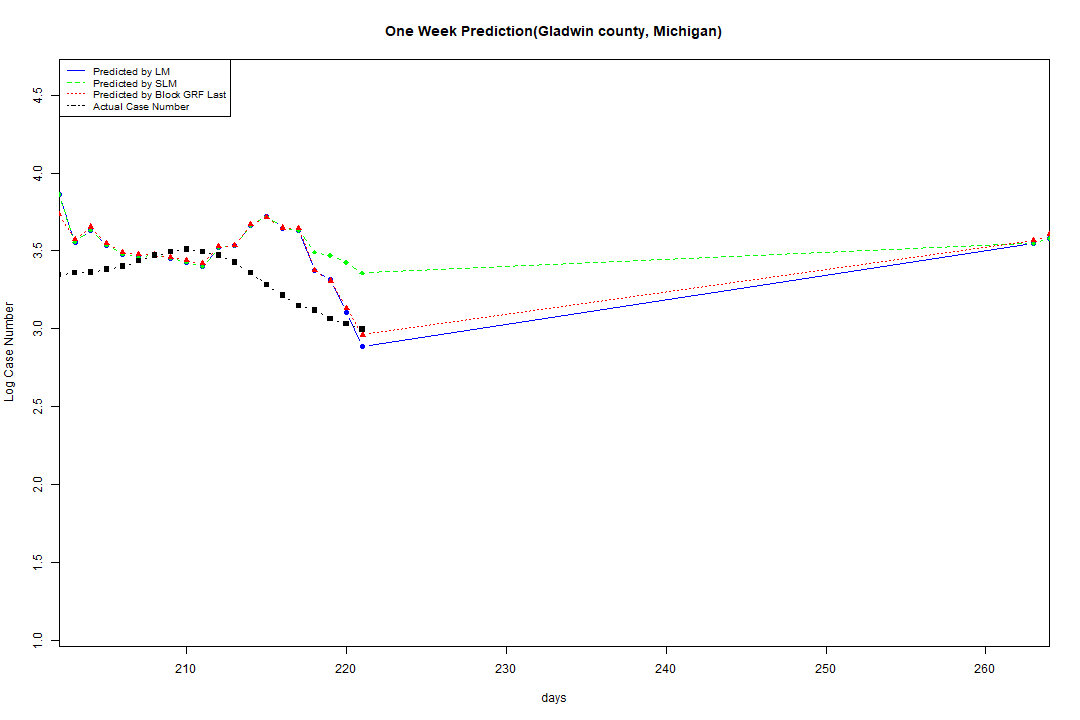 One Week Prediction(Gladwin county, Michigan)
Predicted by LM
Predicted by SLM
Predicted by Block GRF Last
Actual Case Number
4.5
4.0
3.5
3.0
2.5
2.0
1.5
1.0
Log Case Number
210 220 230 240 250 260
days